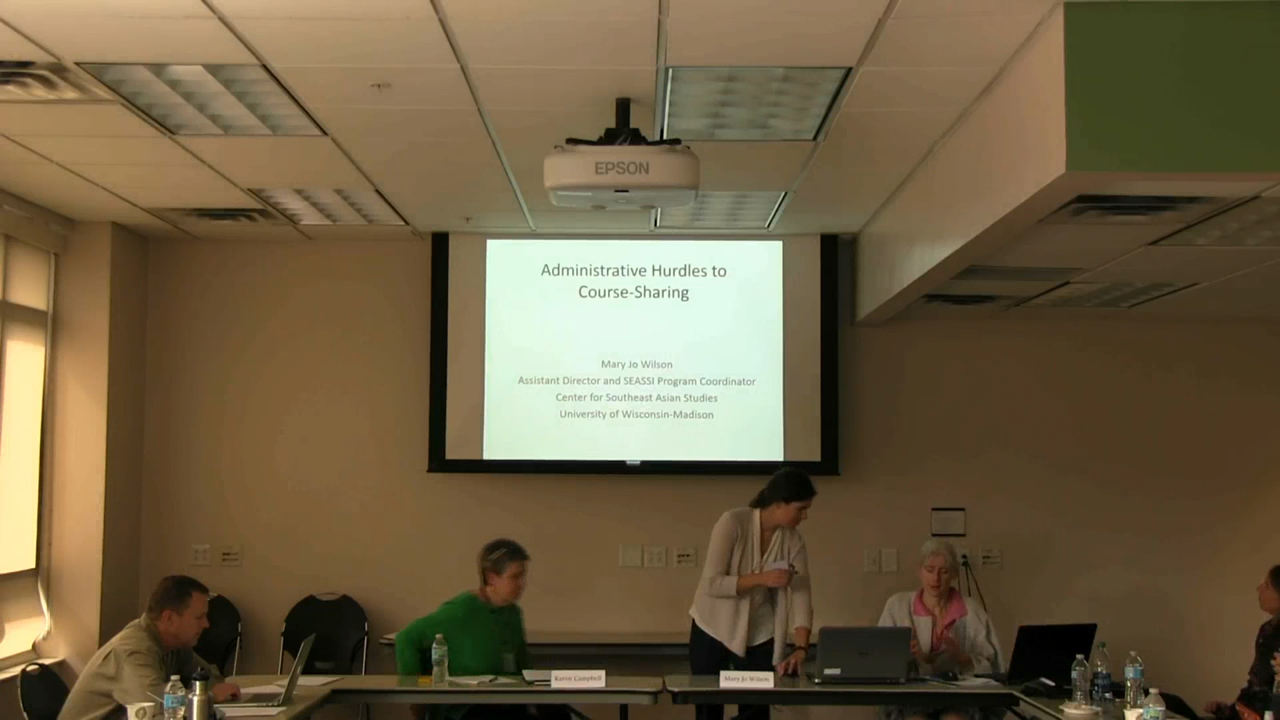 EPSON
Administrative Hurdles to
Course-Sharing
Mary Jo Wilson
Assistant Director and SEASSI Program Coordinator
Center for Southeast Asian Studies
University of Wisconsin-Madison
Karen Campbell
Mary Jo Wilson